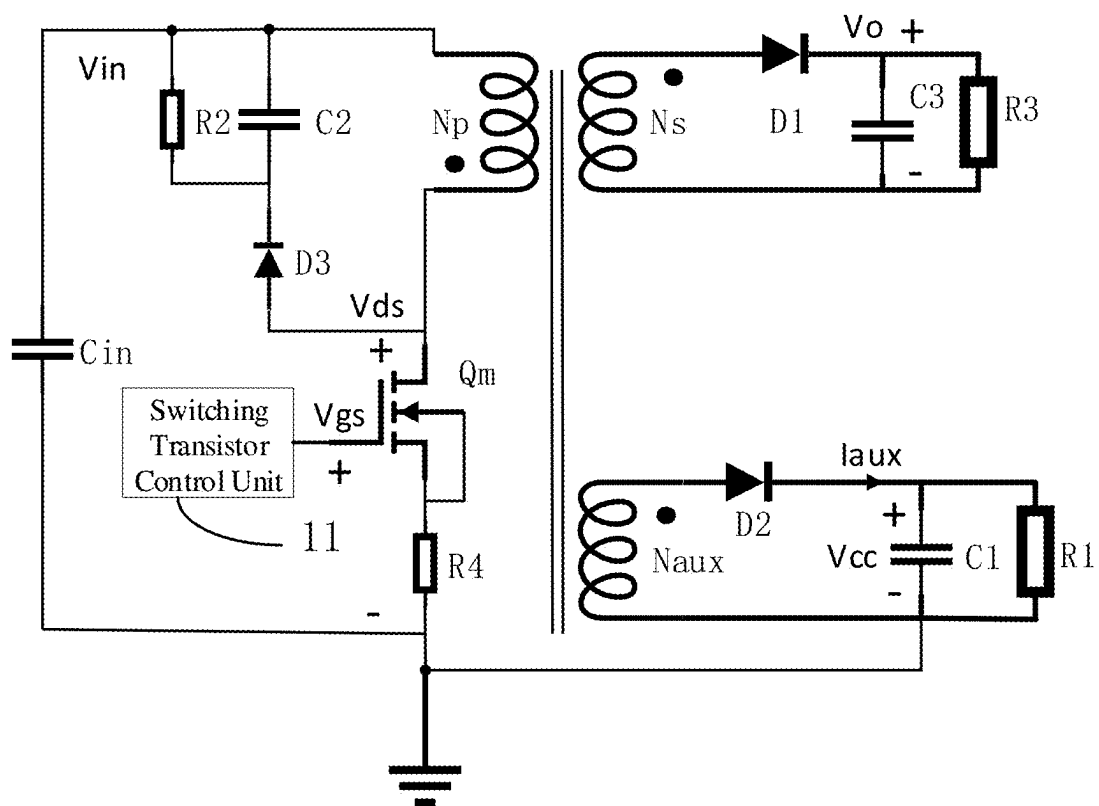 Vo +
Vin
R2
C2
Np
Ns
D1
C3
R3
-
D3
Vds
Cin
+
Qm
Switching
Transistor
Control Unit
Vgs
+
11
R4
-
Iaux
D2
Naux
+
Vcc
-
C1
R1